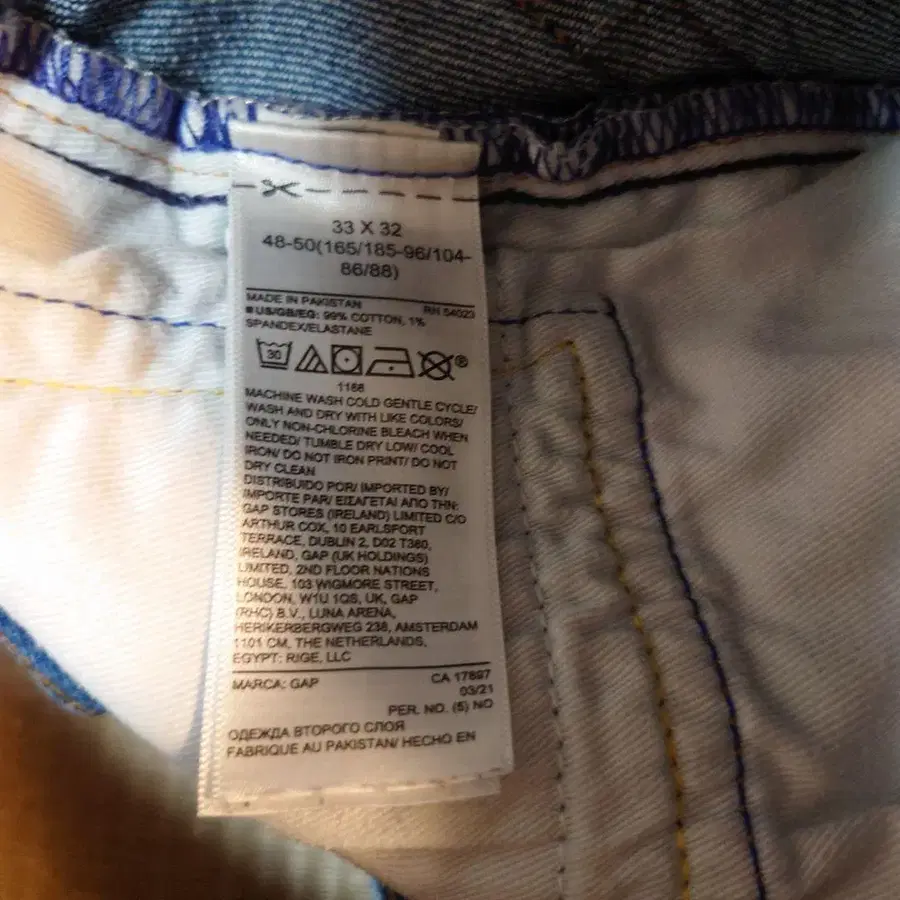 33 X 32
48-50(165/185-96/104-
86/88)
MADE IN PAKISTAN RN 54023
■US/GB/EG: 99% COTTON, 1%
SPANDEX/ELASTANE
30
®
1188
MACHINE WASH COLD GENTLE CYCLE/
WASH AND DRY WITH LIKE COLORS/
ONLY NON-CHLORINE BLEACH WHEN
NEEDED/ TUMBLE DRY LOW/ COOL
IRON/ DO NOT IRON PRINT/ DO NOT
DRY CLEAN
DISTRIBUIDO POR/ IMPORTED BY/
IMPORTE PAR/ ΕΙΣΑΓΕΤΑΙ ΑΠΟ ΤΗΝ:
GAP STORES (IRELAND) LIMITED C/O
ARTHUR COX, 10 EARLSFORT
TERRACE, DUBLIN 2, D02 T380,
IRELAND, GAP (UK HOLDINGS)
LIMITED, 2ND FLOOR NATIONS
HOUSE, 103 WIGMORE STREET,
LONDON, W1U 1QS, UK, GAP
(RHC) B.V., LUNA ARENA,
HERIKERBERGWEG 238, AMSTERDAM
1101 CM, THE NETHERLANDS,
EGYPT: RIGE, LLC
MARCA: GAP CA 17897
03/21
PER. NO. (5) NO
ОДЕЖДА ВТОРОГО СЛОЯ
FABRIQUE AU PAKISTAN/ HECHO EN